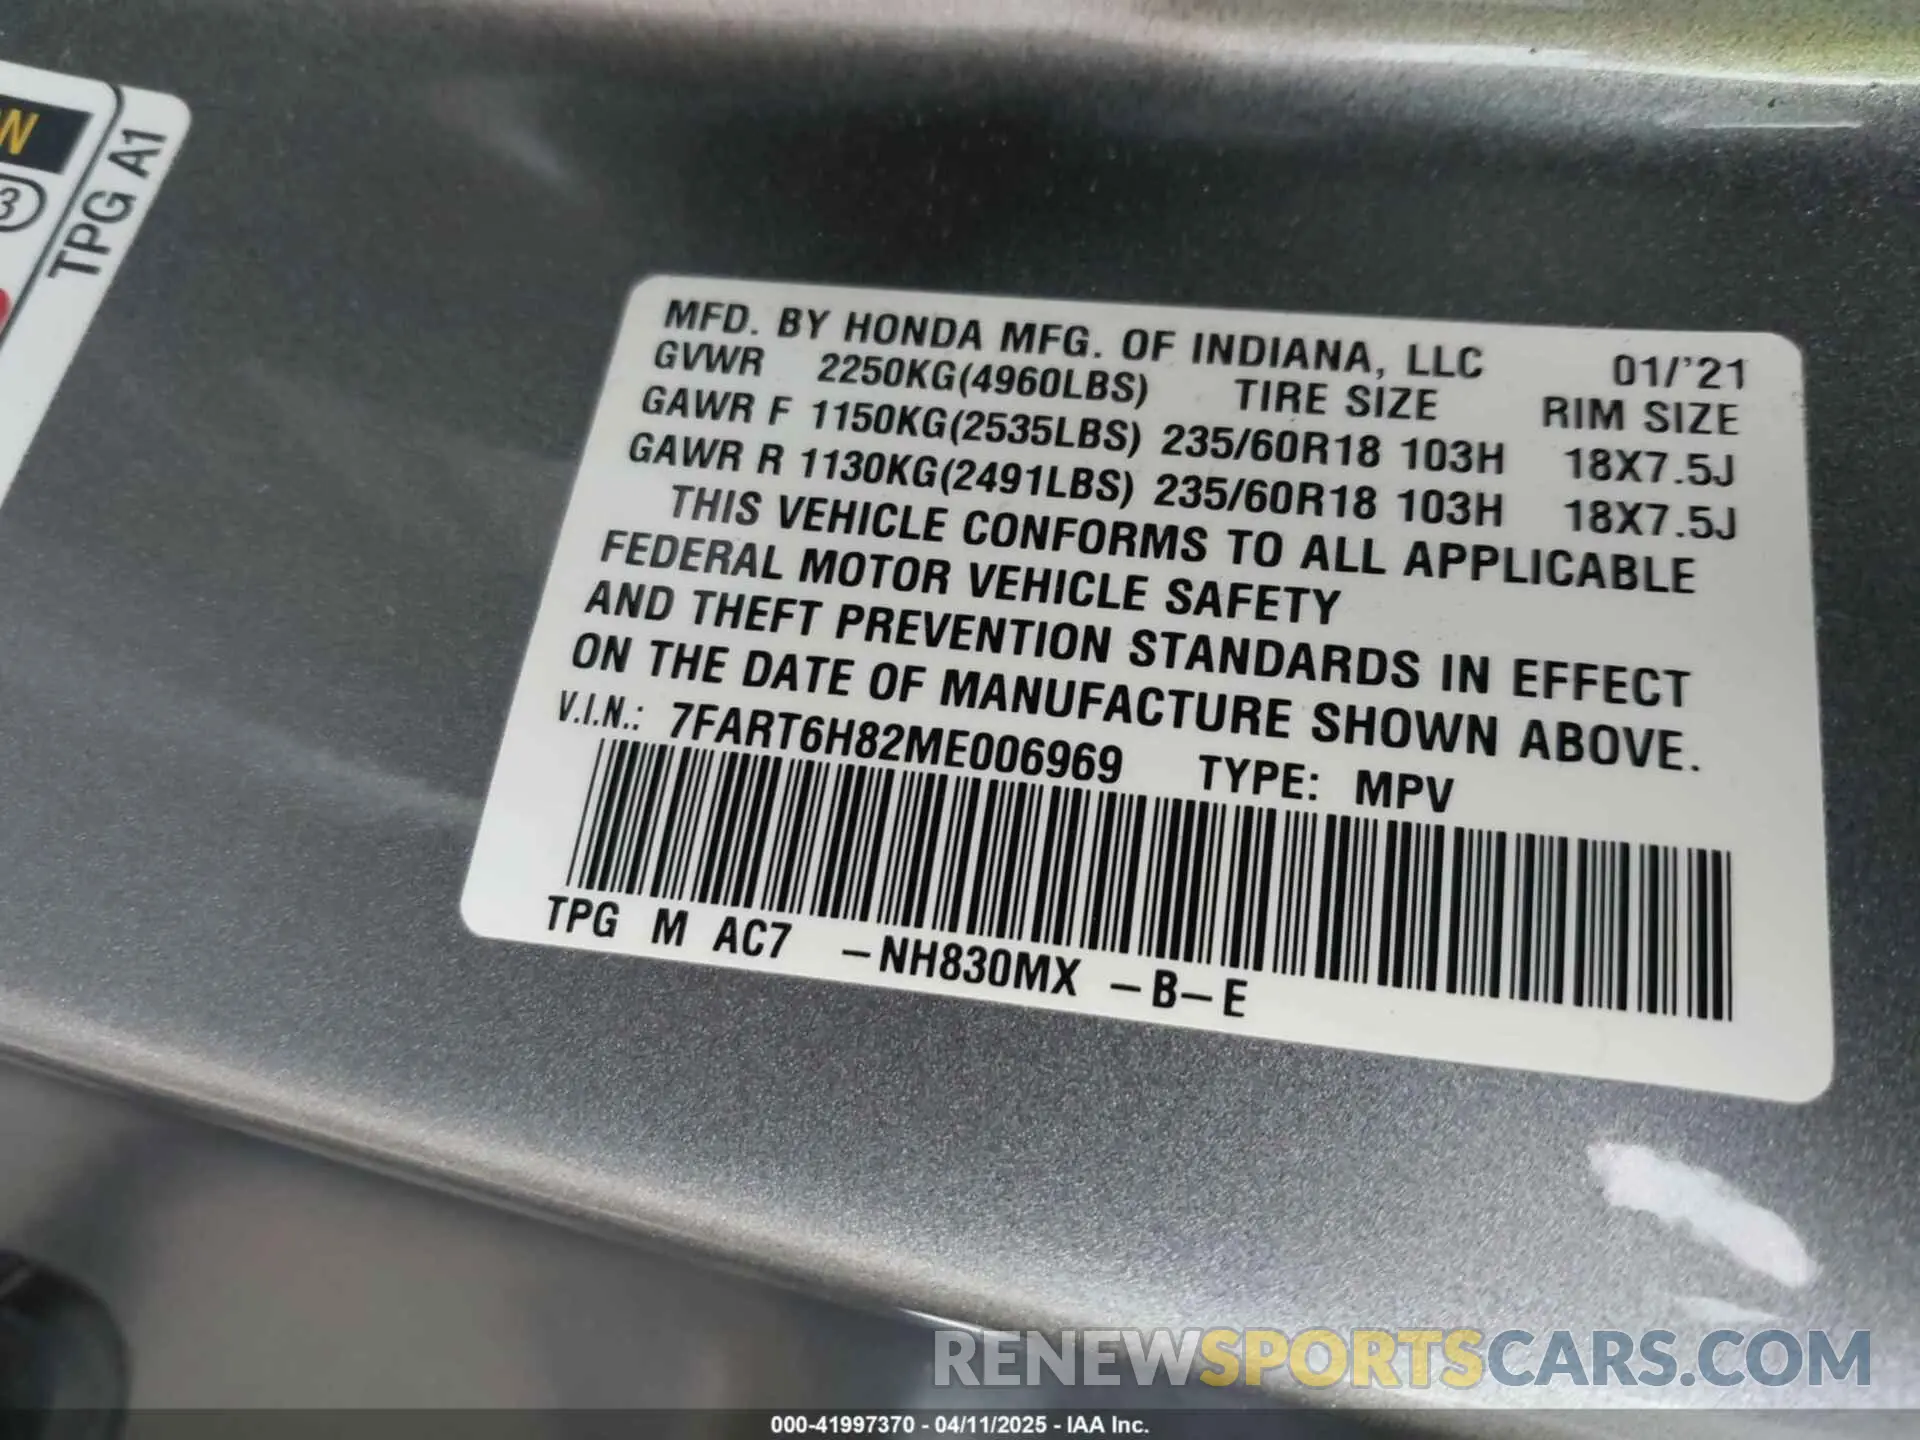 N
3
TPG A1
MFD. BY HONDA MFG. OF INDIANA, LLC 01/'21
GVWR 2250KG(4960LBS) TIRE SIZE RIM SIZE
GAWR F 1150KG(2535LBS) 235/60R18 103H 18X7.5J
GAWR R 1130KG(2491LBS) 235/60R18 103H 18X7.5J
THIS VEHICLE CONFORMS TO ALL APPLICABLE
FEDERAL MOTOR VEHICLE SAFETY
AND THEFT PREVENTION STANDARDS IN EFFECT
ON THE DATE OF MANUFACTURE SHOWN ABOVE.
V.I.N.: 7FART6H82ME006969 TYPE: MPV
TPG M AC7 -NH830MX -B-E
RENEWSPORTSCARS.COM
000-41997370 - 04/11/2025 - IAA Inc.